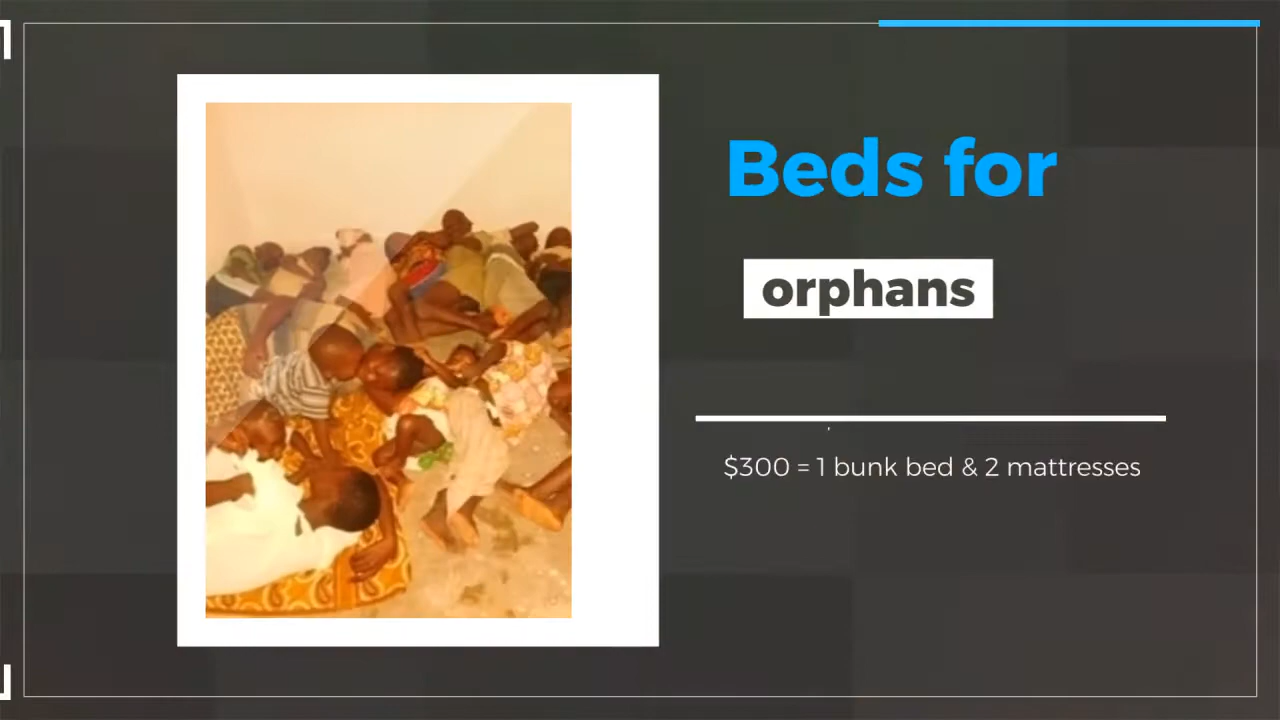 Beds for
orphans
$300 = 1 bunk bed & 2 mattresses